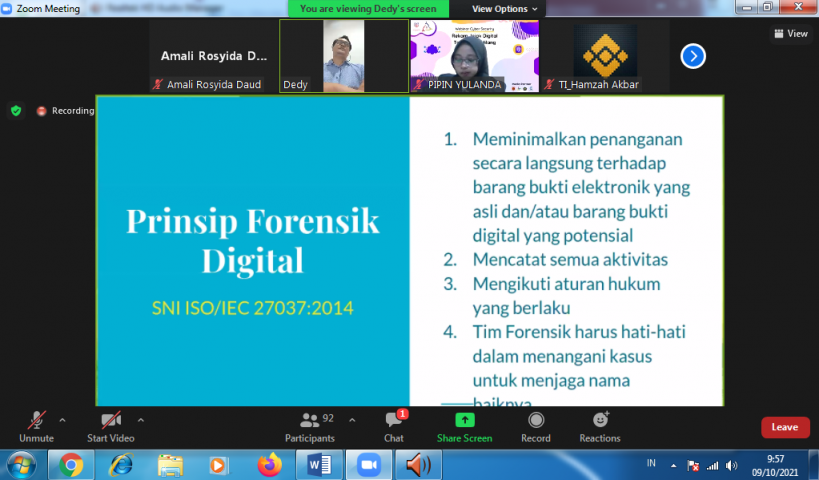 Zoom Meeting
You are viewing Dedy's screen
View Options
View
Amali Rosyida D...
Amali Rosyida Daud
Dedy
PIPIN YULANDA
TI_Hamzah Akbar
Recording
Prinsip Forensik
Digital
SNI ISO/IEC 27037:2014
1. Meminimalkan penanganan
secara langsung terhadap
barang bukti elektronik yang
asli dan/atau barang bukti
digital yang potensial
2. Mencatat semua aktivitas
3. Mengikuti aturan hukum
yang berlaku
4. Tim Forensik harus hati-hati
dalam menangani kasus
untuk menjaga nama
baiknya
Unmute
Start Video
92
Participants
1
Chat
Share Screen
Record
Reactions
Leave
IN
9:57
09/10/2021